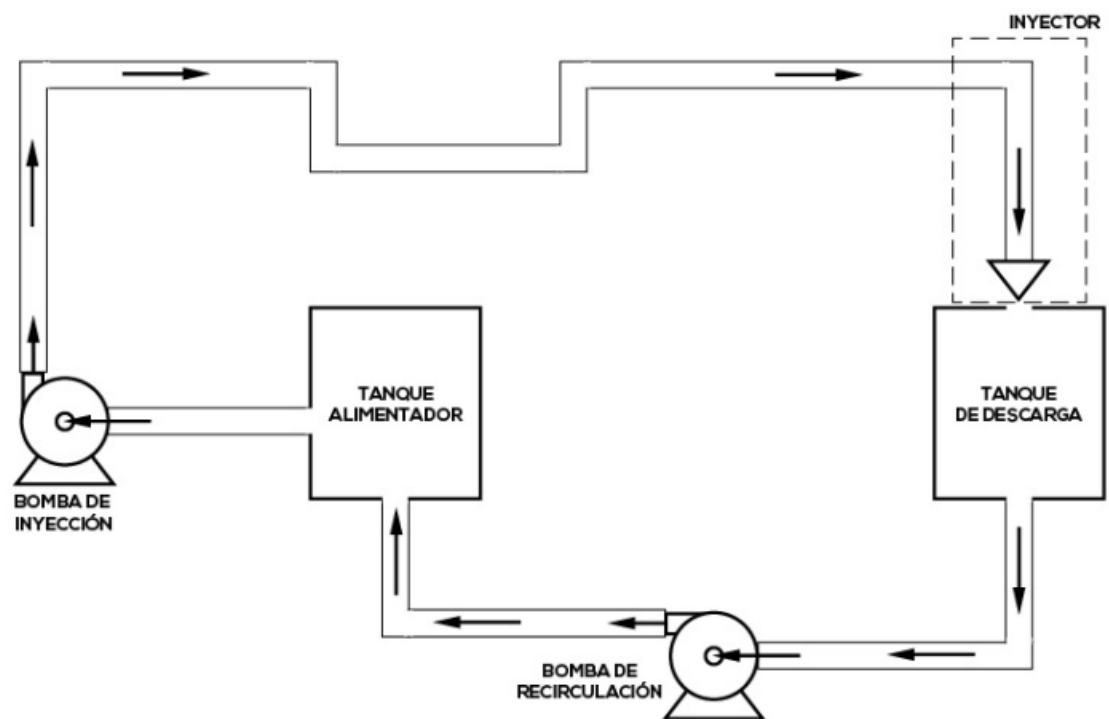 INYECTOR
TANQUE
ALIMENTADOR
TANQUE
DE DESCARGA
BOMBA DE
INYECCIÓN
BOMBA DE
RECIRCULACIÓN